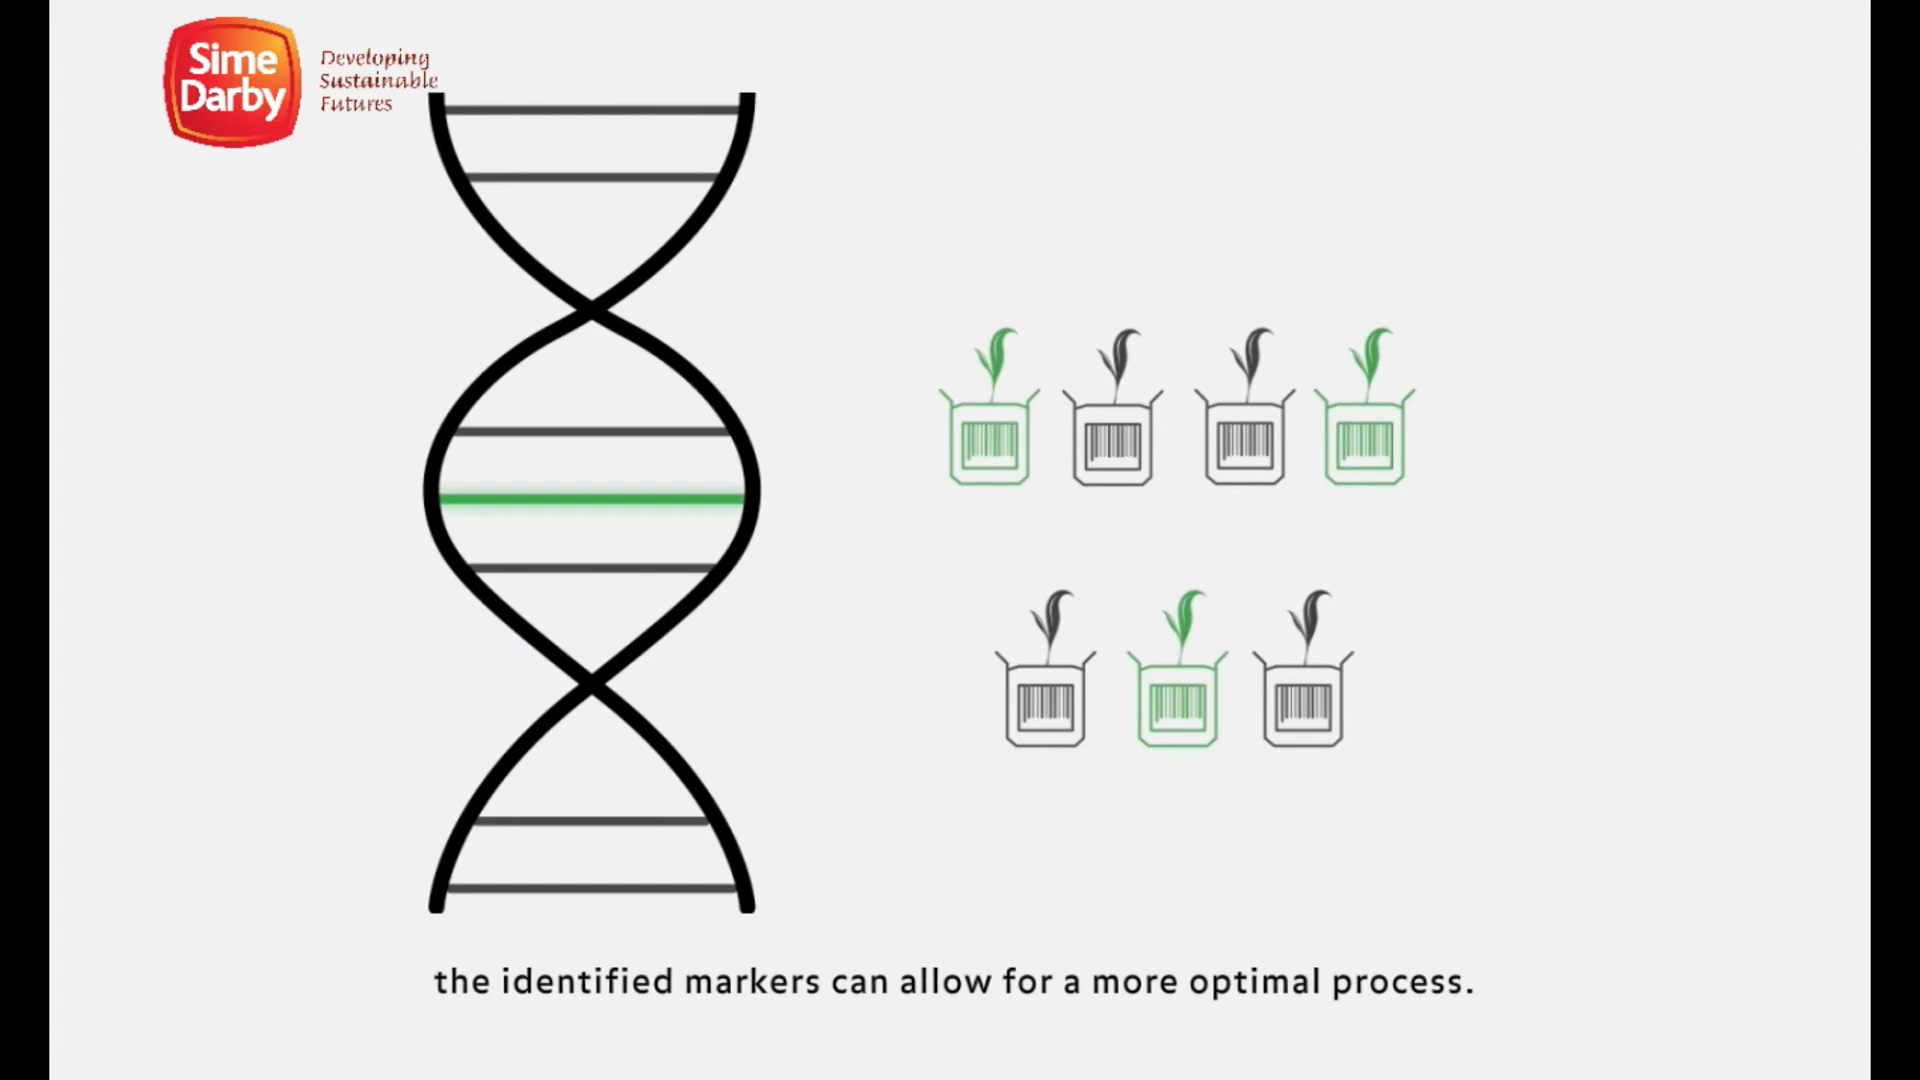 Sime
Darby
Developing
Sustainable
Futures
the identified markers can allow for a more optimal process.